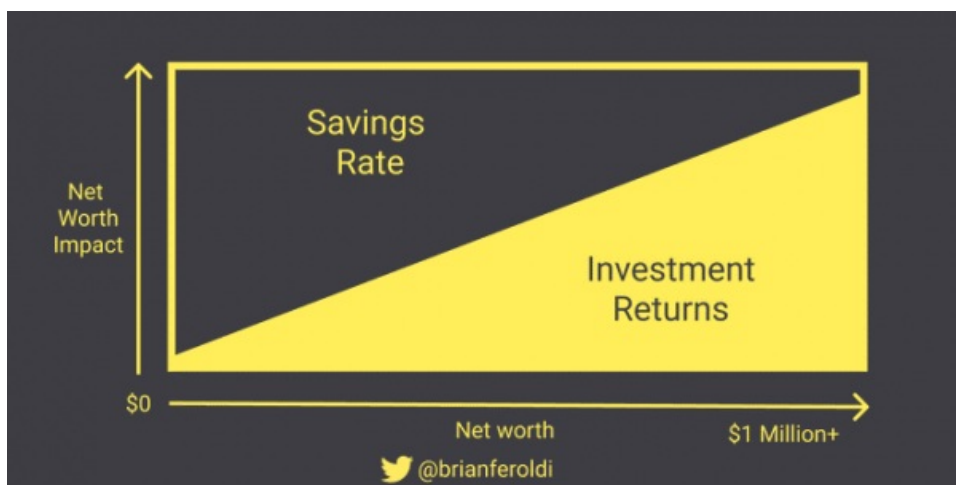 Savings
Rate
Net
Worth
Impact
Investment
Returns
$0
Net worth
$1 Million+
@brianferoldi